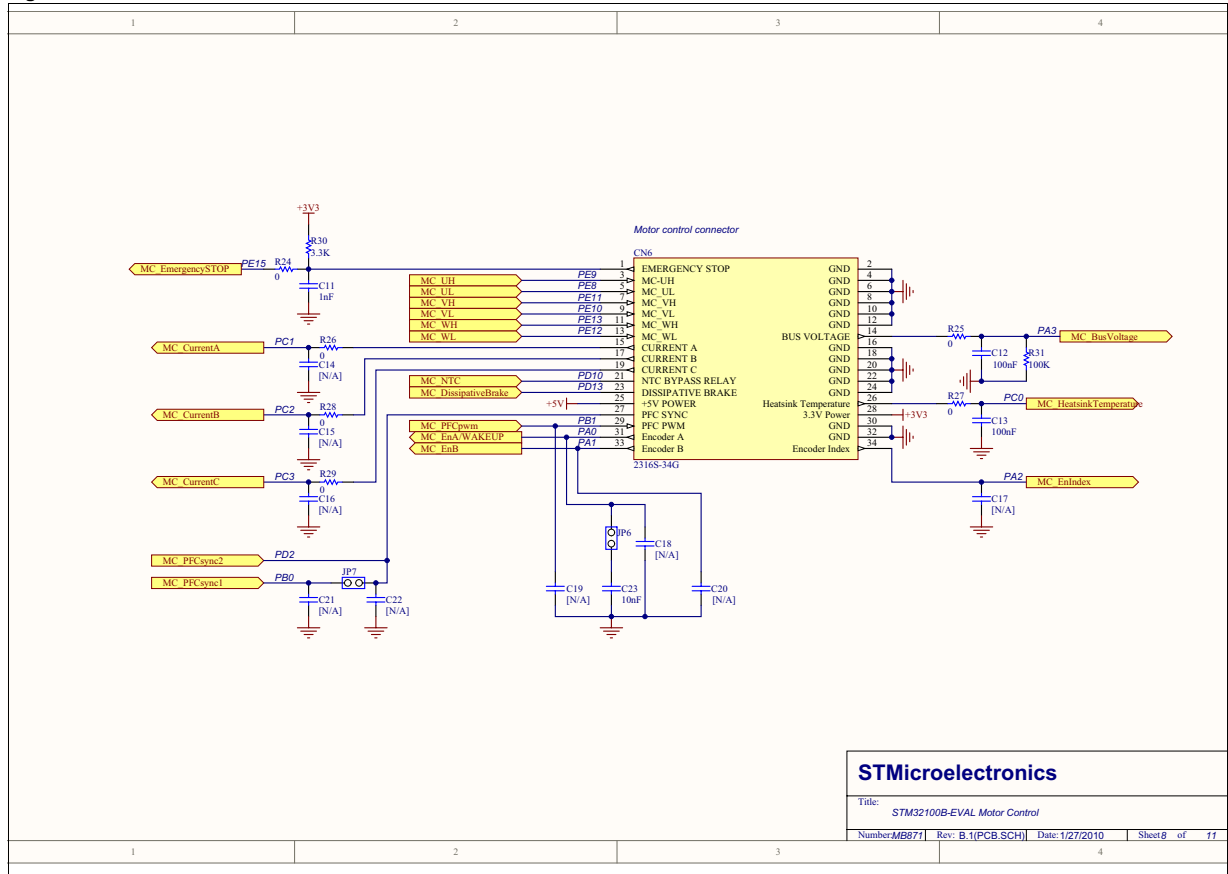 1 2 3 4
+3V3
R30
3.3K
MC_EmergencySTOP PE15 R24
0
C11
1nF
Motor control connector
CN6
1 EMERGENCY STOP GND 2
3 MC-UH GND 4
5 MC_UL GND 6
7 MC_VH GND 8
9 MC_VL GND 10
11 MC_WH GND 12
13 MC_WL BUS VOLTAGE 14
15 CURRENT A GND 16
17 CURRENT B GND 18
19 CURRENT C GND 20
21 NTC BYPASS RELAY GND 22
23 DISSIPATIVE BRAKE GND 24
25 +5V POWER Heatsink Temperature 26
27 PFC SYNC 3.3V Power 28
29 PFC PWM GND 30
31 Encoder A GND 32
33 Encoder B Encoder Index 34
2316S-34G
MC_UH PE9
MC_UL PE8
MC_VH PE11
MC_VL PE10
MC_WH PE13
MC_WL PE12
MC_CurrentA PC1 R26
0
C14
[N/A]
MC_NTC PD10
MC_DissipativeBrake PD13
+5V
MC_CurrentB PC2 R28
0
C15
[N/A]
MC_PFCpwm PB1
MC_EnA/WAKEUP PA0
MC_EnB PA1
MC_CurrentC PC3 R29
0
C16
[N/A]
MC_PFCsync2 PD2
MC_PFCsync1 PB0 JP7
C21
[N/A]
C22
[N/A]
JP6
C18
[N/A]
C19
[N/A]
C23
10nF
C20
[N/A]
R25
0
PA3 MC_BusVoltage
C12
100nF
R31
100K
R27
0
PC0 MC_HeatsinkTemperature
+3V3
C13
100nF
PA2 MC_EnIndex
C17
[N/A]
STMicroelectronics
Title:
STM32100B-EVAL Motor Control
Number:MB871 Rev: B.1(PCB.SCH) Date:1/27/2010 Sheet8 of 11
1 2 3 4